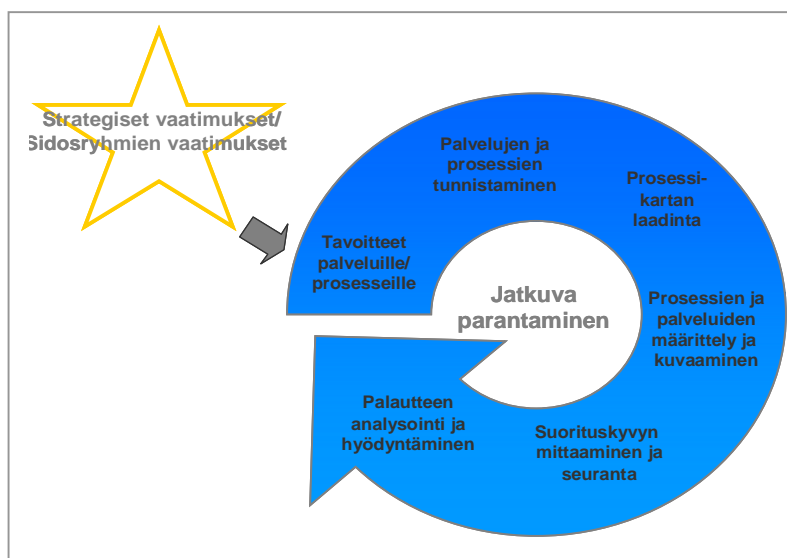 Strategiset vaatimukset/
Sidosryhmien vaatimukset
Tavoitteet
palveluille/
prosesseille
Palvelujen ja
prosessien
tunnistaminen
Prosessi-
kartan
laadinta
Prosessien ja
palveluiden
määrittely ja
kuvaaminen
Suorituskyvyn
mittaaminen ja
seuranta
Palautteen
analysointi ja
hyödyntäminen
Jatkuva
parantaminen